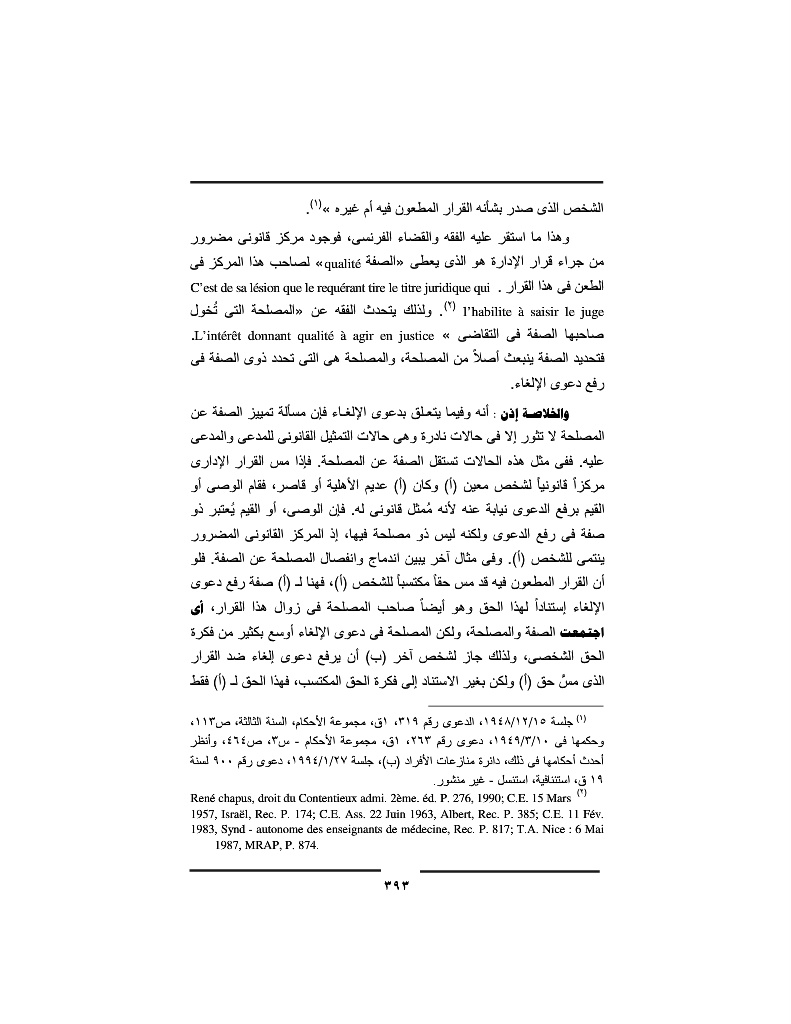 الشخص الذى صدر بشأنه القرار المطعون فيه أم غيره »(١).
وهذا ما استقر عليه الفقه والقضاء الفرنسى، فوجود مركز قانونى مضرور
من جراء قرار الإدارة هو الذى يعطى «الصفة qualité» لصاحب هذا المركز فى
الطعن فى هذا القرار . C’est de sa lésion que le requérant tire le titre juridique qui
l’habilite à saisir le juge (٢). ولذلك يتحدث الفقه عن «المصلحة التى تُخول
صاحبها الصفة فى التقاضى » L’intérêt donnant qualité à agir en justice.
فتحديد الصفة ينبعث أصلاً من المصلحة، والمصلحة هى التى تحدد ذوى الصفة فى
رفع دعوى الإلغاء.
والخلاصة إذن : أنه وفيما يتعلق بدعوى الإلغاء فإن مسألة تمييز الصفة عن
المصلحة لا تثور إلا فى حالات نادرة وهى حالات التمثيل القانونى للمدعى والمدعى
عليه. ففى مثل هذه الحالات تستقل الصفة عن المصلحة. فإذا مس القرار الإدارى
مركزاً قانونياً لشخص معين (أ) وكان (أ) عديم الأهلية أو قاصر، فقام الوصى أو
القيم برفع الدعوى نيابة عنه لأنه مُمثل قانونى له. فإن الوصى، أو القيم يُعتبر ذو
صفة فى رفع الدعوى ولكنه ليس ذو مصلحة فيها، إذ المركز القانونى المضرور
ينتمى للشخص (أ). وفى مثال آخر يبين اندماج وانفصال المصلحة عن الصفة. فلو
أن القرار المطعون فيه قد مس حقاً مكتسباً للشخص (أ)، فهنا لـ (أ) صفة رفع دعوى
الإلغاء إستناداً لهذا الحق وهو أيضاً صاحب المصلحة فى زوال هذا القرار، أى
اجتمعت الصفة والمصلحة، ولكن المصلحة فى دعوى الإلغاء أوسع بكثير من فكرة
الحق الشخصى، ولذلك جاز لشخص آخر (ب) أن يرفع دعوى إلغاء ضد القرار
الذى مسَّ حق (أ) ولكن بغير الاستناد إلى فكرة الحق المكتسب، فهذا الحق لـ (أ) فقط
(١) جلسة ١٩٤٨/١٢/١٥، الدعوى رقم ٣١٩، ١ق، مجموعة الأحكام، السنة الثالثة، ص١١٣،
وحكمها فى ١٩٤٩/٣/١٠، دعوى رقم ٢٦٣، ١ق، مجموعة الأحكام - س٣، ص٤٦٤، وأنظر
أحدث أحكامها فى ذلك، دائرة منازعات الأفراد (ب)، جلسة ١٩٩٤/١/٢٧، دعوى رقم ٩٠٠ لسنة
١٩ ق، استئنافية، استنسل - غير منشور.
(٢) René chapus, droit du Contentieux admi. 2ème. éd. P. 276, 1990; C.E. 15 Mars
1957, Israël, Rec. P. 174; C.E. Ass. 22 Juin 1963, Albert, Rec. P. 385; C.E. 11 Fév.
1983, Synd - autonome des enseignants de médecine, Rec. P. 817; T.A. Nice : 6 Mai
1987, MRAP, P. 874.
٣٩٣